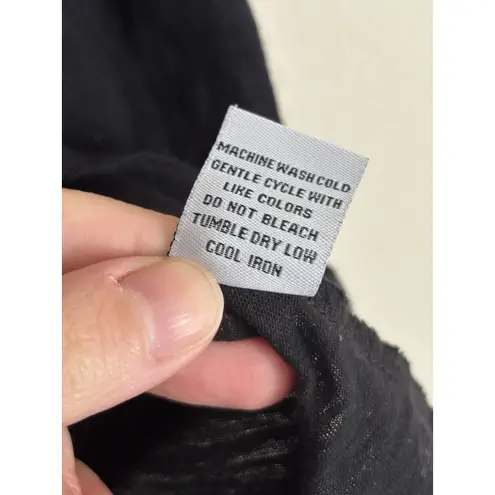 MACHINE WASH COLD
GENTLE CYCLE WITH
LIKE COLORS
DO NOT BLEACH
TUMBLE DRY LOW
COOL IRON